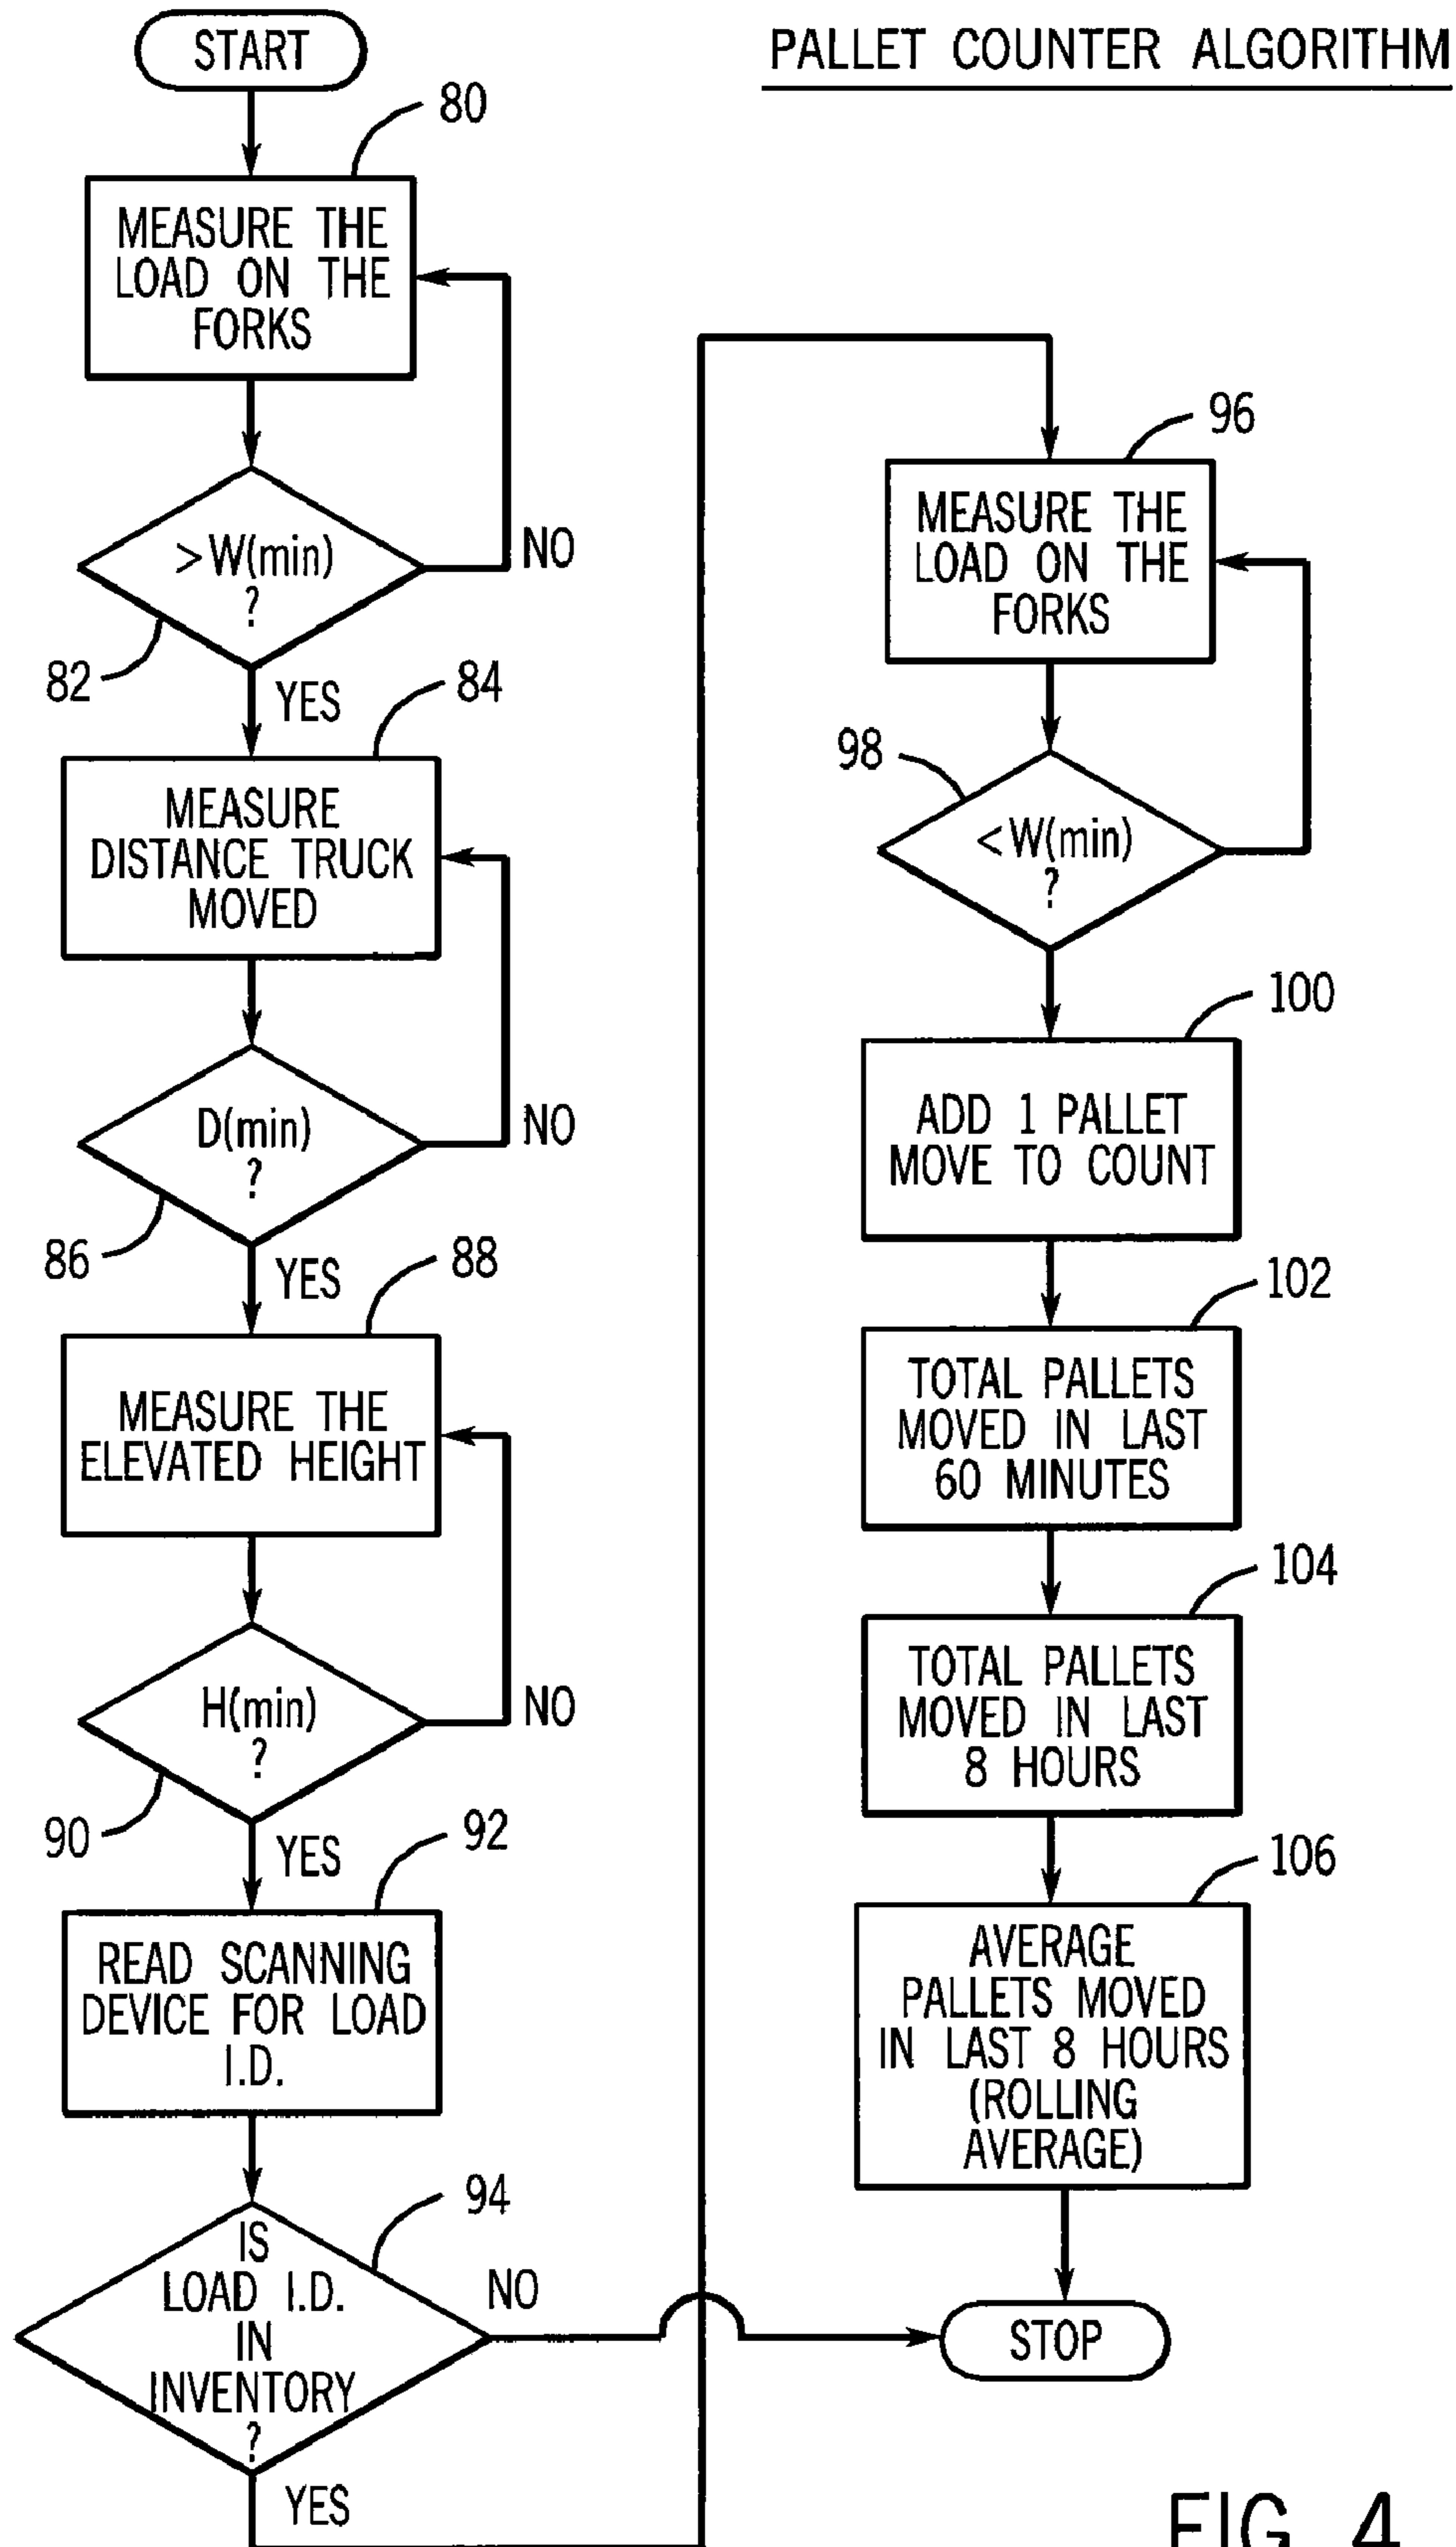 PALLET COUNTER ALGORITHM
START
80
MEASURE THE
LOAD ON THE
FORKS
>W(min)
?
NO
82
YES
84
MEASURE
DISTANCE TRUCK
MOVED
D(min)
?
NO
86
YES
88
MEASURE THE
ELEVATED HEIGHT
H(min)
?
NO
90
YES
92
READ SCANNING
DEVICE FOR LOAD
I.D.
94
IS
LOAD I.D.
IN
INVENTORY
?
NO
YES
96
MEASURE THE
LOAD ON THE
FORKS
98
<W(min)
?
100
ADD 1 PALLET
MOVE TO COUNT
102
TOTAL PALLETS
MOVED IN LAST
60 MINUTES
104
TOTAL PALLETS
MOVED IN LAST
8 HOURS
106
AVERAGE
PALLETS MOVED
IN LAST 8 HOURS
(ROLLING
AVERAGE)
STOP
FIG. 4